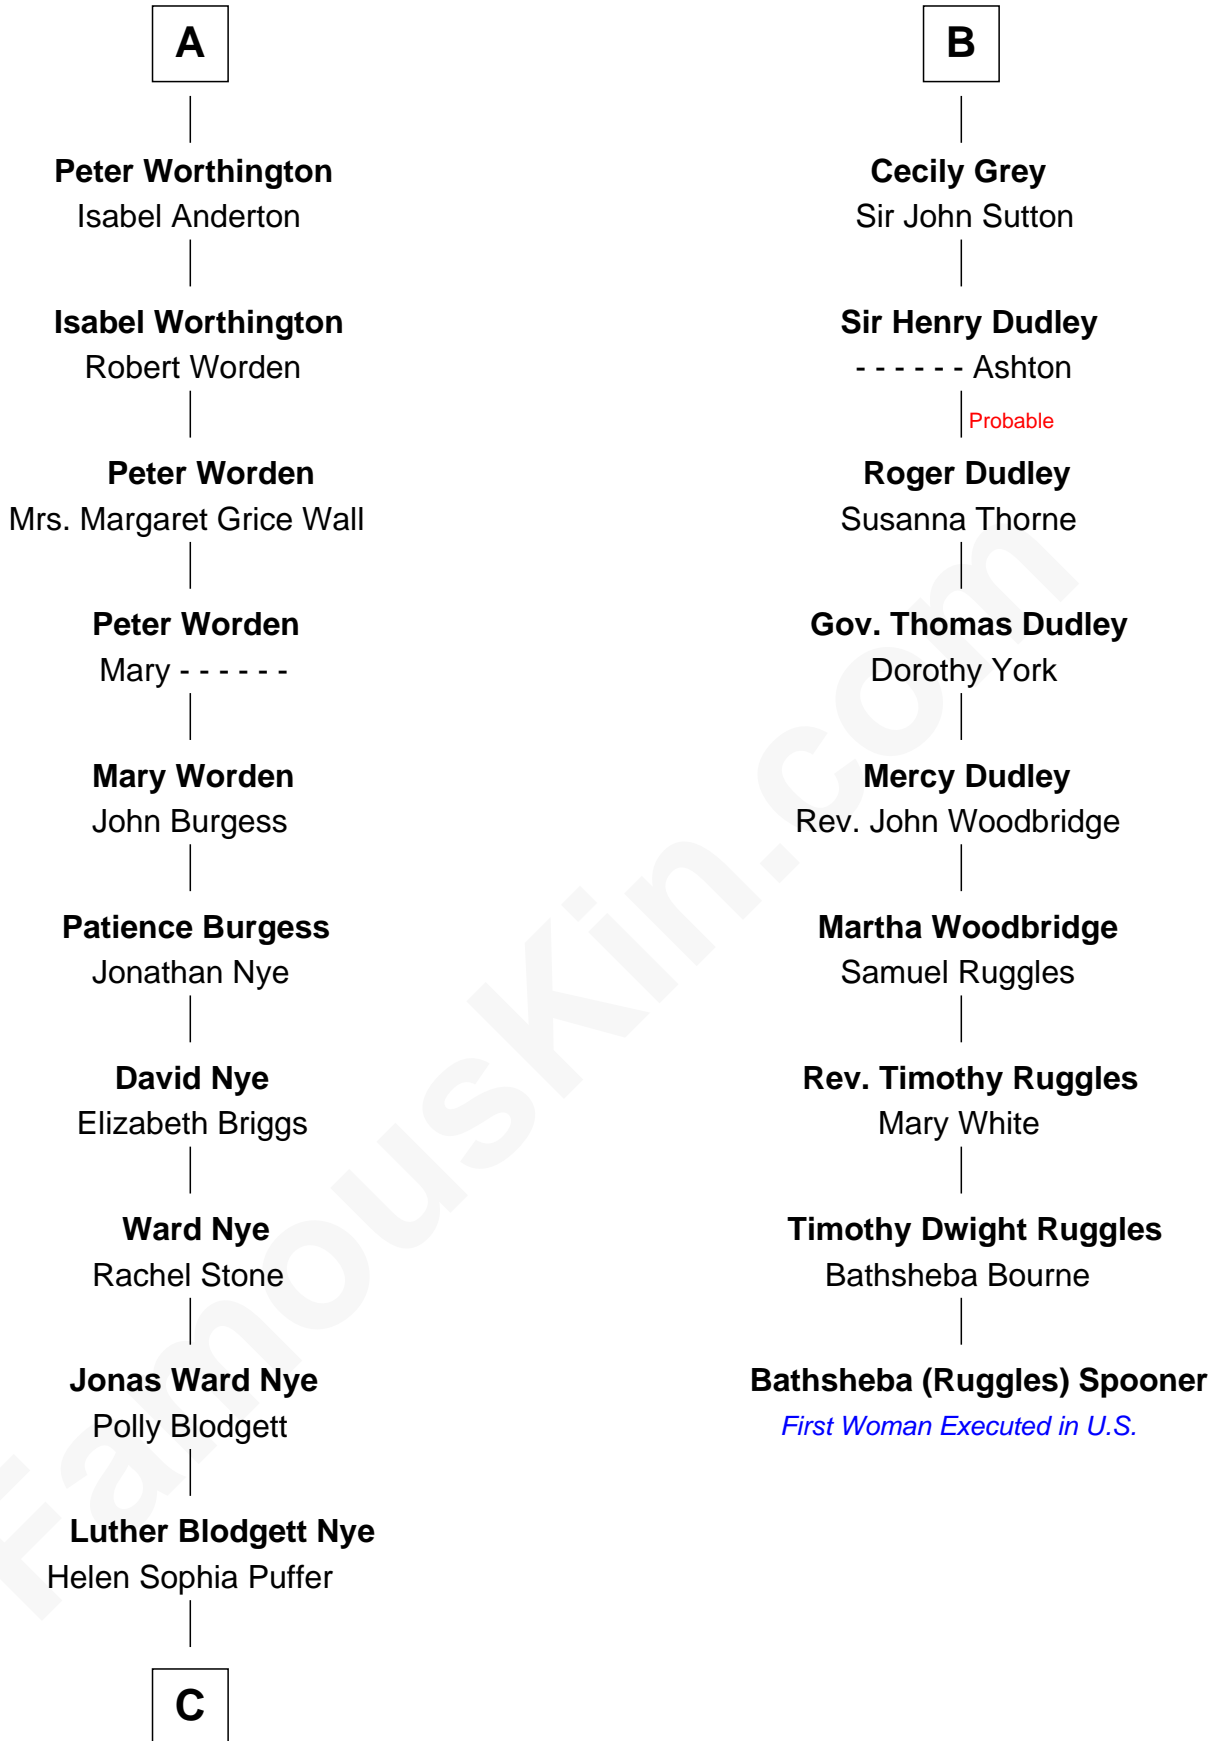 A
Peter Worthington
Isabel Anderton
Isabel Worthington
Robert Worden
Peter Worden
Mrs. Margaret Grice Wall
Peter Worden
Mary - - - - - -
Mary Worden
John Burgess
Patience Burgess
Jonathan Nye
David Nye
Elizabeth Briggs
Ward Nye
Rachel Stone
Jonas Ward Nye
Polly Blodgett
Luther Blodgett Nye
Helen Sophia Puffer
C
B
Cecily Grey
Sir John Sutton
Sir Henry Dudley
- - - - - - Ashton
Probable
Roger Dudley
Susanna Thorne
Gov. Thomas Dudley
Dorothy York
Mercy Dudley
Rev. John Woodbridge
Martha Woodbridge
Samuel Ruggles
Rev. Timothy Ruggles
Mary White
Timothy Dwight Ruggles
Bathsheba Bourne
Bathsheba (Ruggles) Spooner
First Woman Executed in U.S.
FamousKin.com